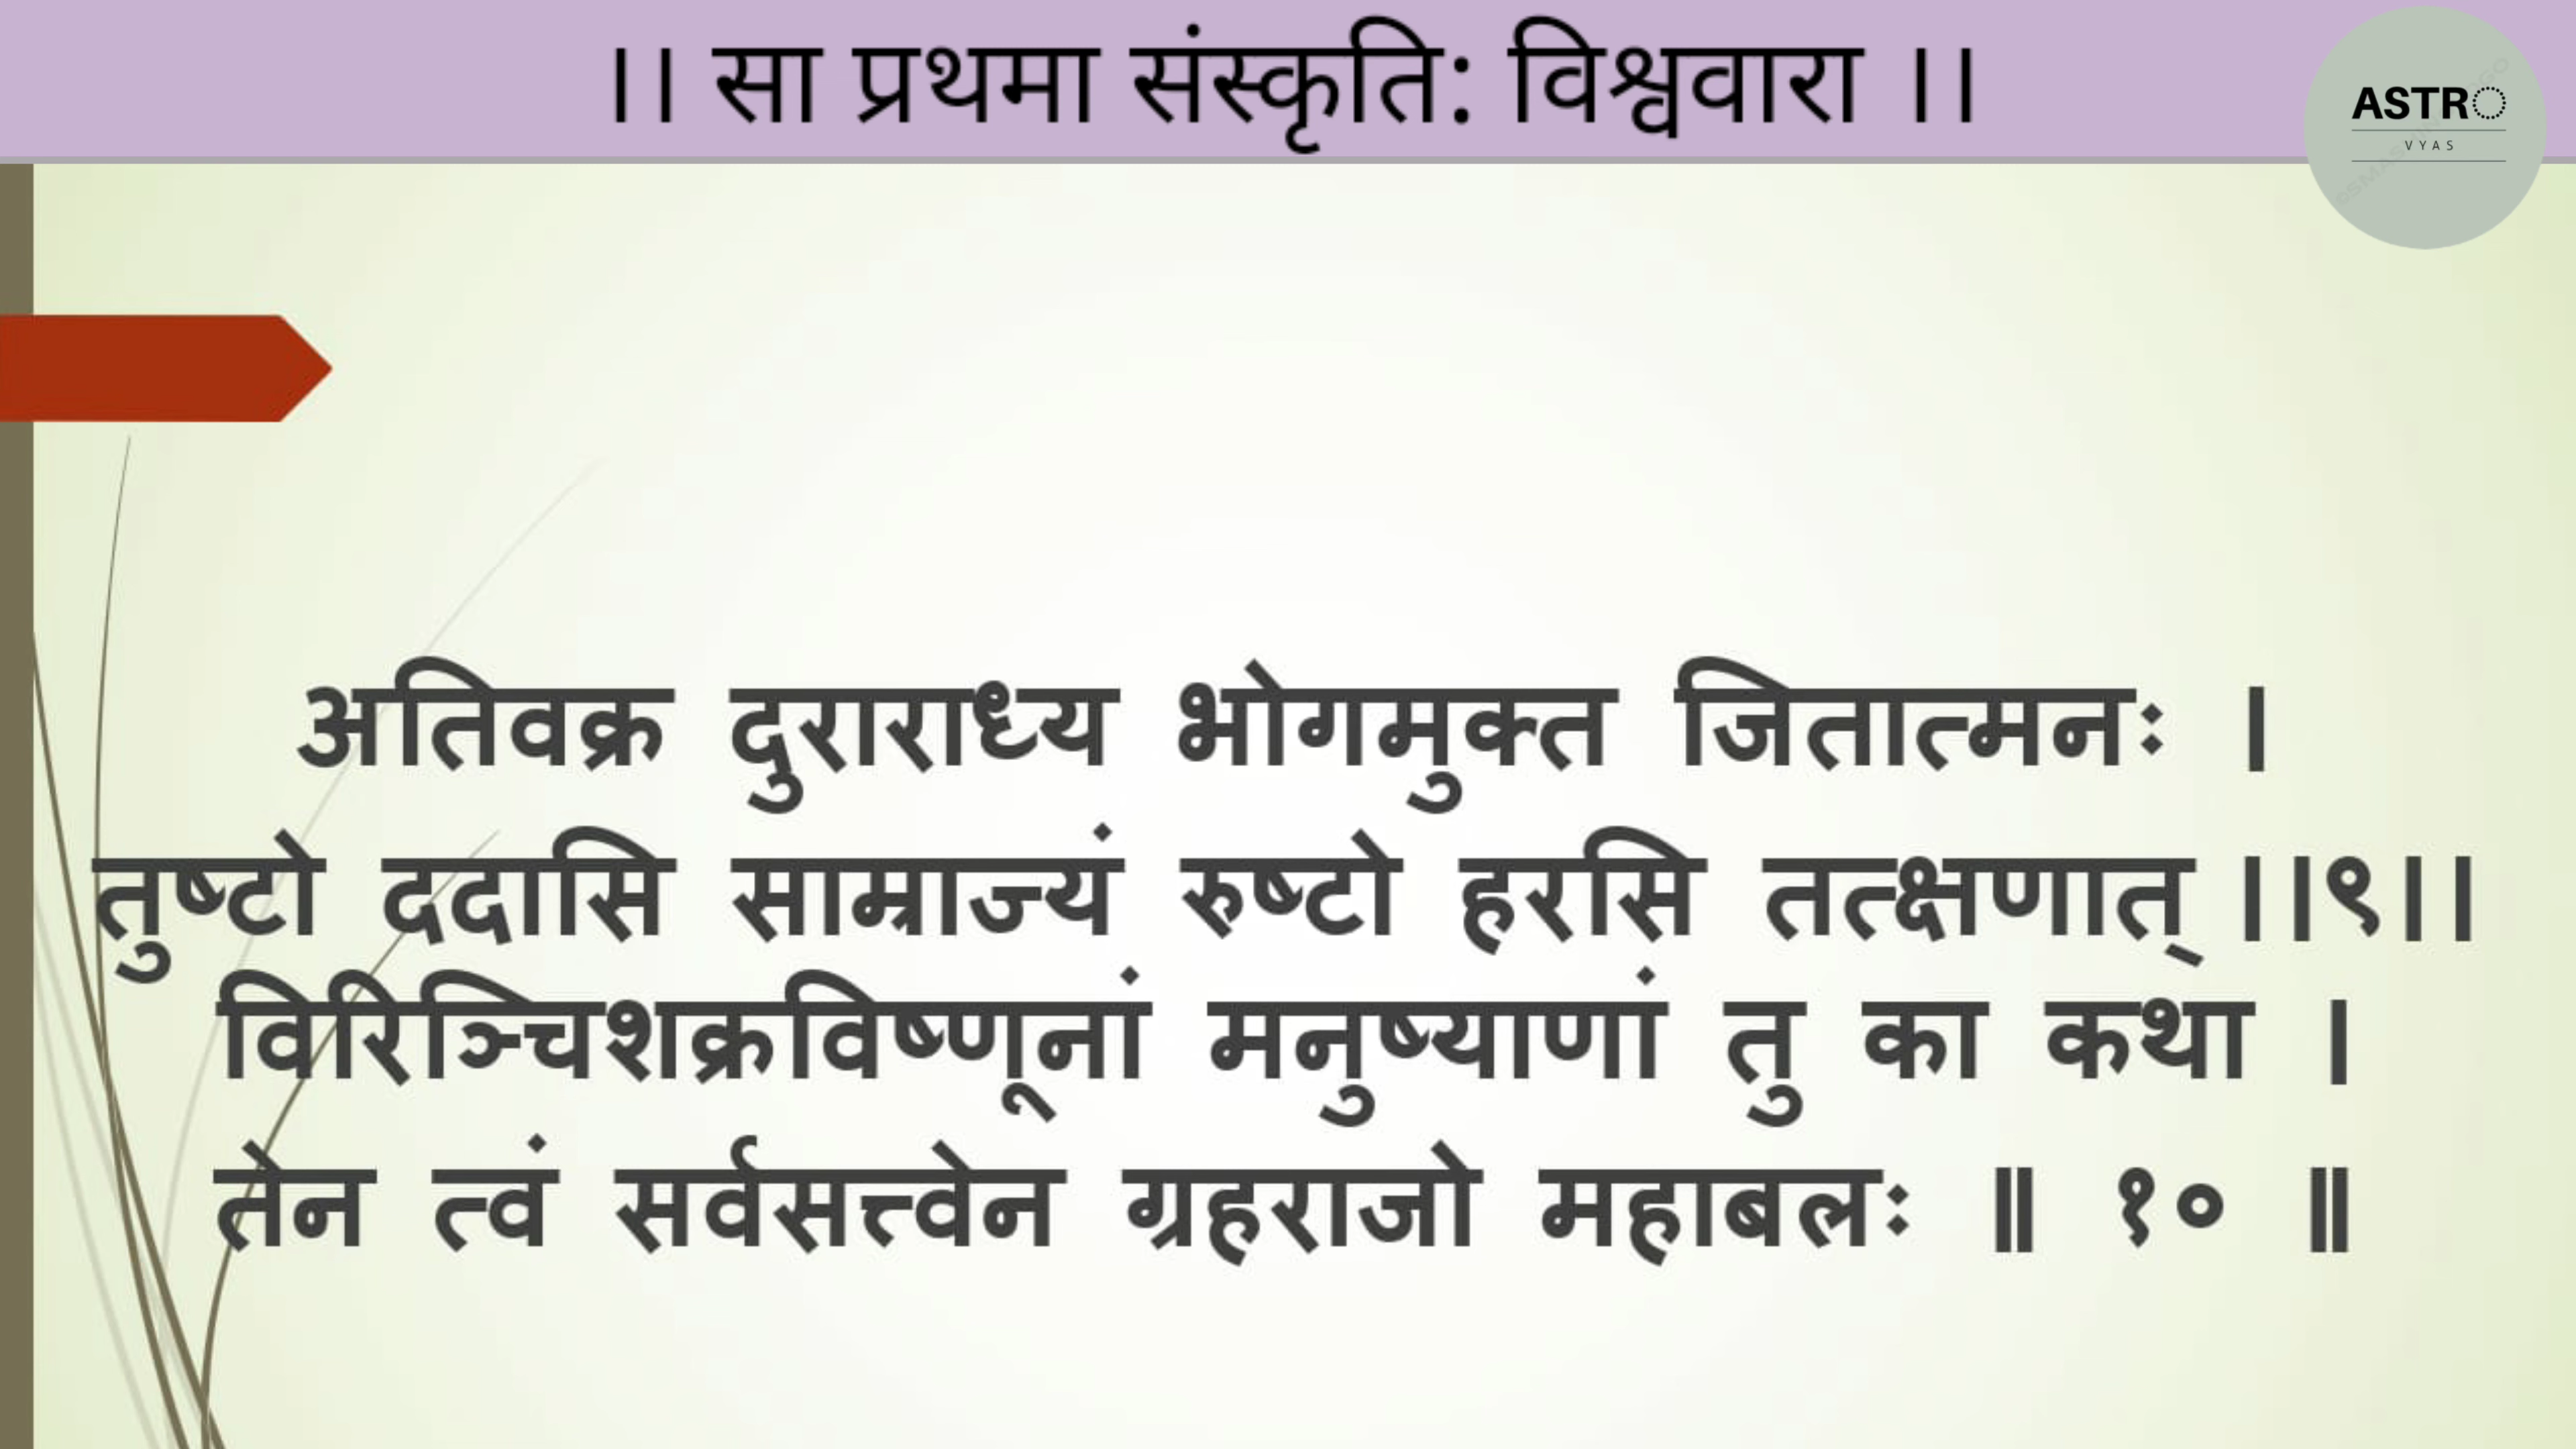 ।। सा प्रथमा संस्कृति: विश्ववारा ।।
ASTRO
VYAS
अतिवक्र दुराराध्य भोगमुक्त जितात्मनः ।
तुष्टो ददासि साम्राज्यं रुष्टो हरसि तत्क्षणात् ।।९।।
विरिञ्चिशक्रविष्णूनां मनुष्याणां तु का कथा ।
तेन त्वं सर्वसत्त्वेन ग्रहराजो महाबलः ॥ १० ॥